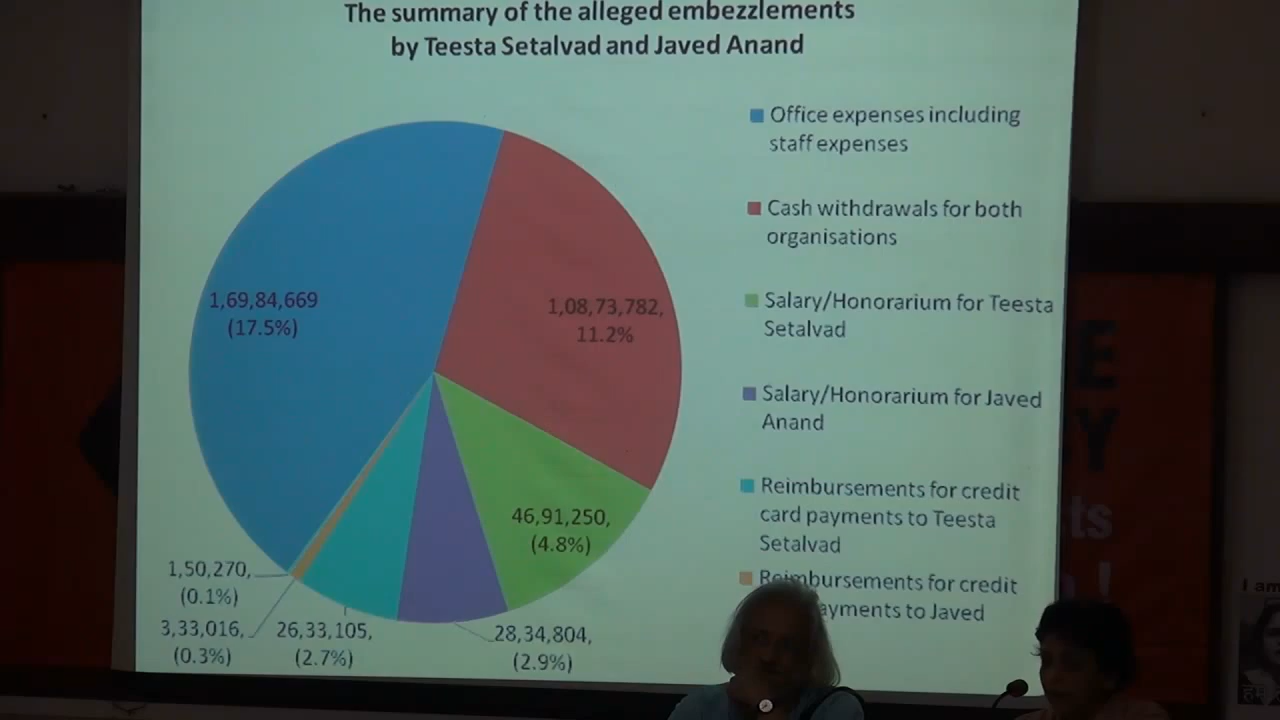 The summary of the alleged embezzlements
by Teesta Setalvad and Javed Anand
1,69,84,669
(17.5%)
1,08,73,782,
11.2%
46,91,250,
(4.8%)
28,34,804,
(2.9%)
26,33,105,
(2.7%)
3,33,016,
(0.3%)
1,50,270,
(0.1%)
Office expenses including
staff expenses
Cash withdrawals for both
organisations
Salary/Honorarium for Teesta
Setalvad
Salary/Honorarium for Javed
Anand
Reimbursements for credit
card payments to Teesta
Setalvad
Reimbursements for credit
ayments to Javed
E
Y
ts
I am